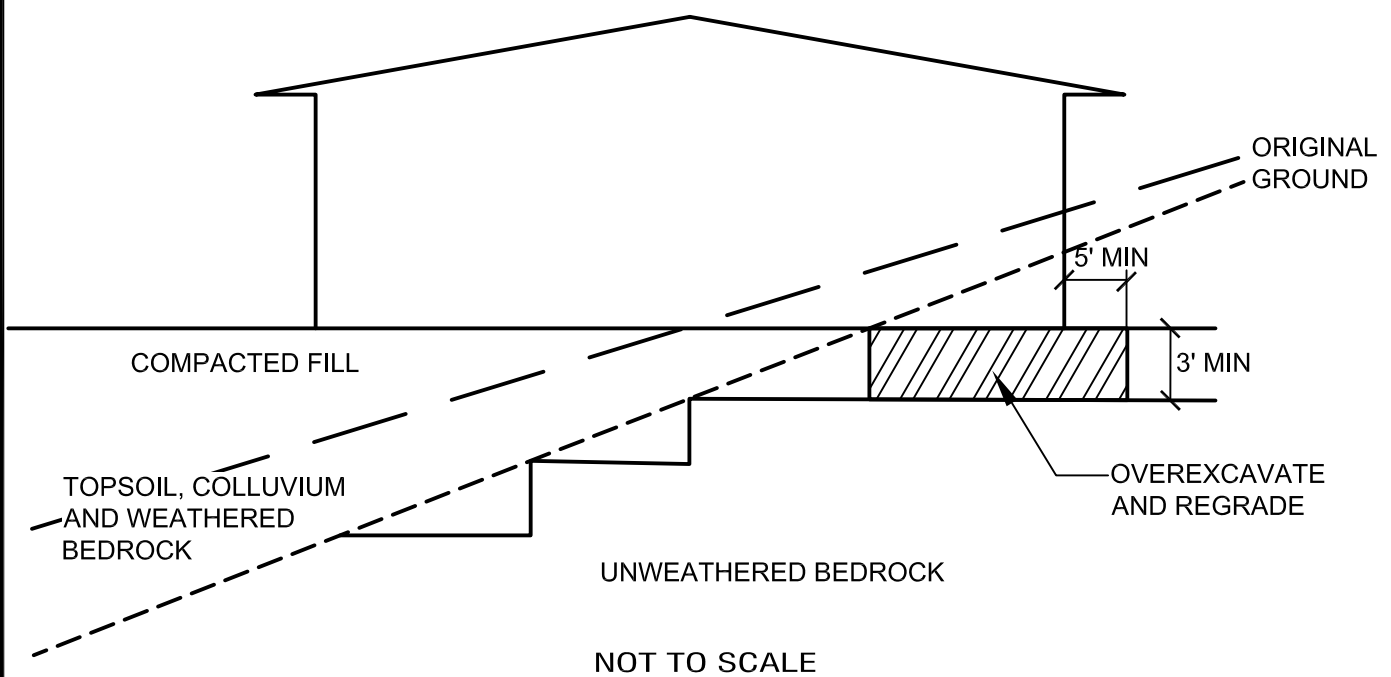 ORIGINAL
GROUND
5' MIN
COMPACTED FILL
3' MIN
TOPSOIL, COLLUVIUM
AND WEATHERED
BEDROCK
OVEREXCAVATE
AND REGRADE
UNWEATHERED BEDROCK
NOT TO SCALE